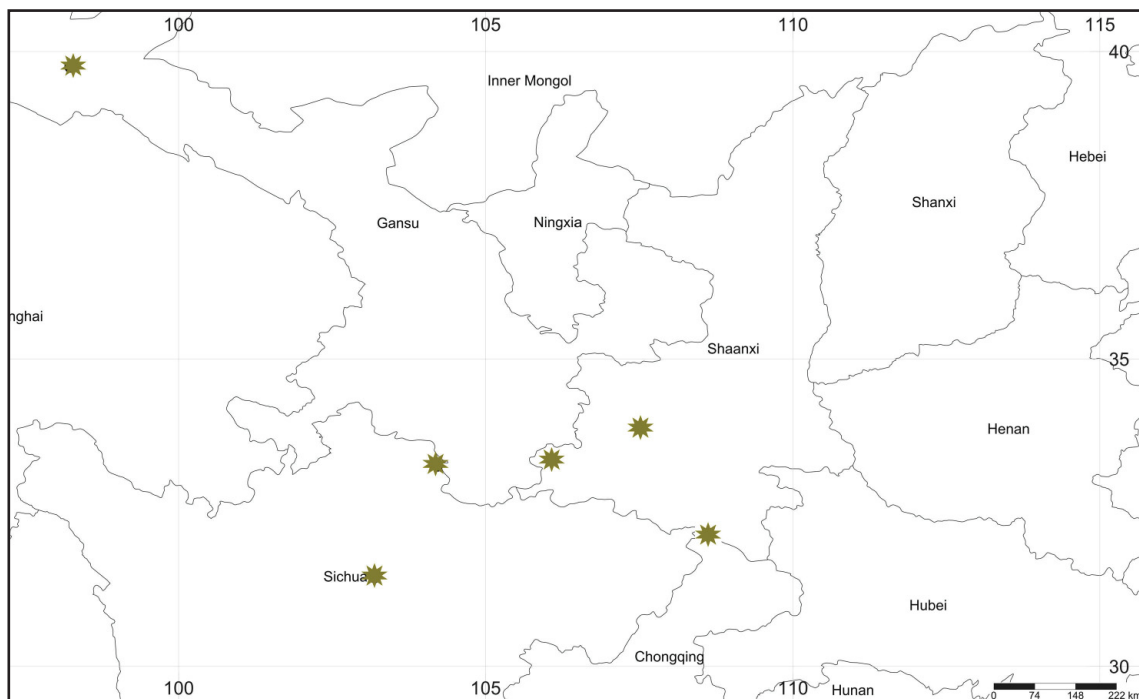 100 105 110 115
40
Inner Mongol
Hebei
Shanxi
Gansu Ningxia
nghai
Shaanxi
35
Henan
Sichua
Hubei
Chongqing
30
100 105 110
Hunan
0 74 148 222 km